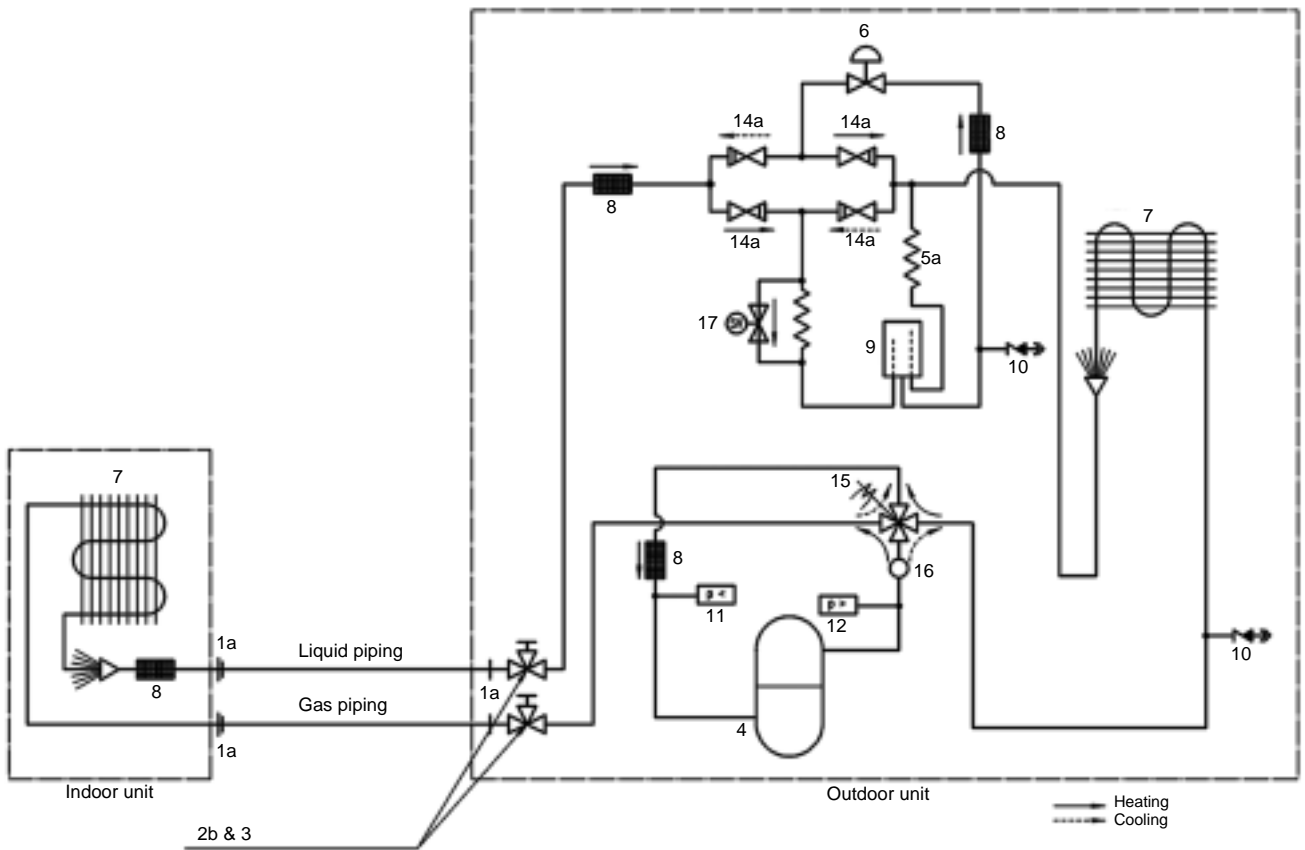 6
14a
14a
8
8
14a
14a
7
5a
17
9
10
7
15
8
16
11
p <
p >
12
10
1a
Liquid piping
8
1a
Gas piping
4
1a
Indoor unit
Outdoor unit
Heating
Cooling
2b & 3